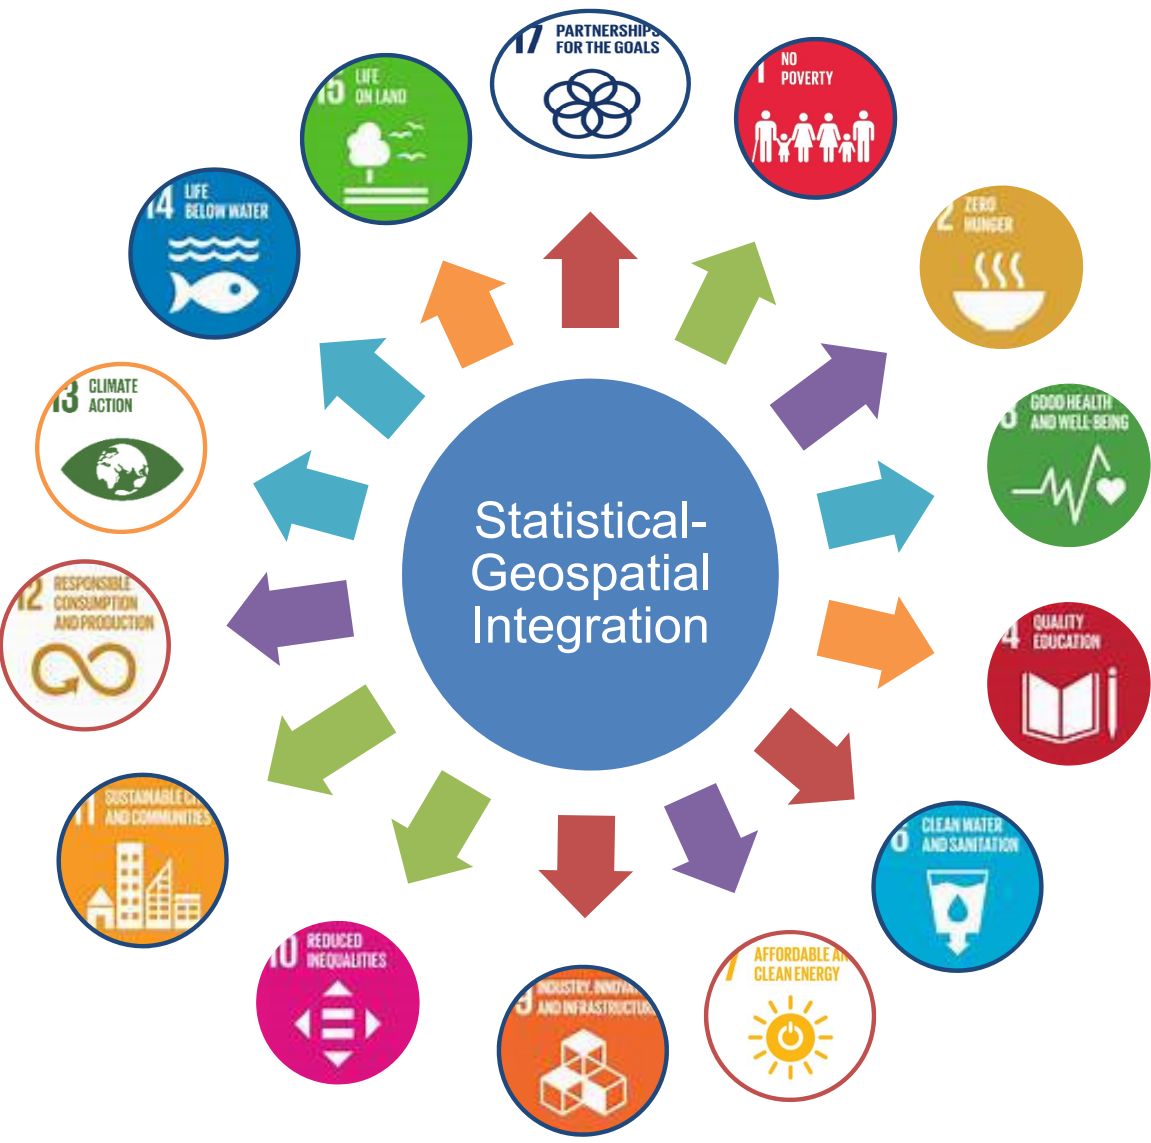 17 PARTNERSHIPS
FOR THE GOALS
1 NO
POVERTY
2 ZERO
HUNGER
3 GOOD HEALTH
AND WELL-BEING
4 QUALITY
EDUCATION
6 CLEAN WATER
AND SANITATION
7 AFFORDABLE AN
CLEAN ENERGY
9 INDUSTRY, INNOVA
AND INFRASTRUCTURE
10 REDUCED
INEQUALITIES
11 SUSTAINABLE CI
AND COMMUNITIES
12 RESPONSIBLE
CONSUMPTION
AND PRODUCTION
13 CLIMATE
ACTION
14 LIFE
BELOW WATER
15 LIFE
ON LAND
Statistical-
Geospatial
Integration